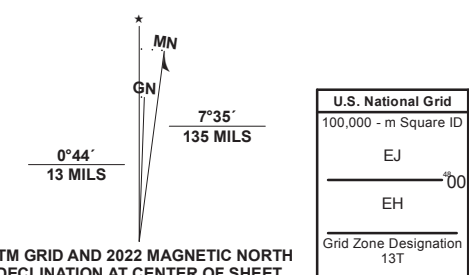 ★
MN
GN
7°35´
135 MILS
0°44´
13 MILS
TM GRID AND 2022 MAGNETIC NORTH
DECLINATION AT CENTER OF SHEET
U.S. National Grid
100,000 - m Square ID
EJ
4800
EH
Grid Zone Designation
13T